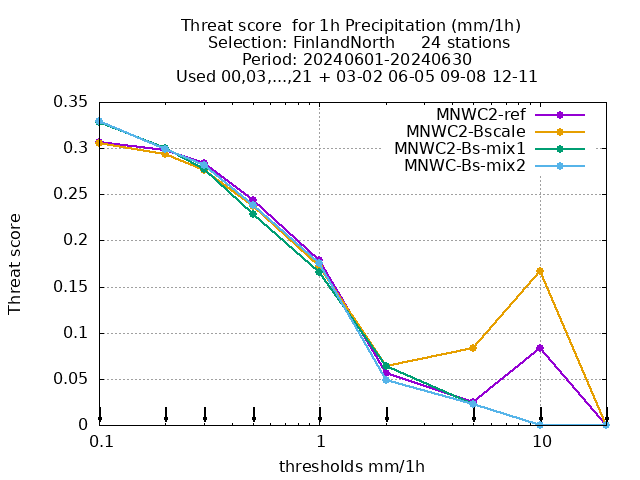 Threat score  for 1h Precipitation (mm/1h)
Selection: FinlandNorth     24 stations
Period: 20240601-20240630
Used 00,03,...,21 + 03-02 06-05 09-08 12-11
MNWC2-ref
MNWC2-Bscale
MNWC2-Bs-mix1
MNWC-Bs-mix2
Threat score
0.35
0.3
0.25
0.2
0.15
0.1
0.05
0
0.1 1 10
thresholds mm/1h